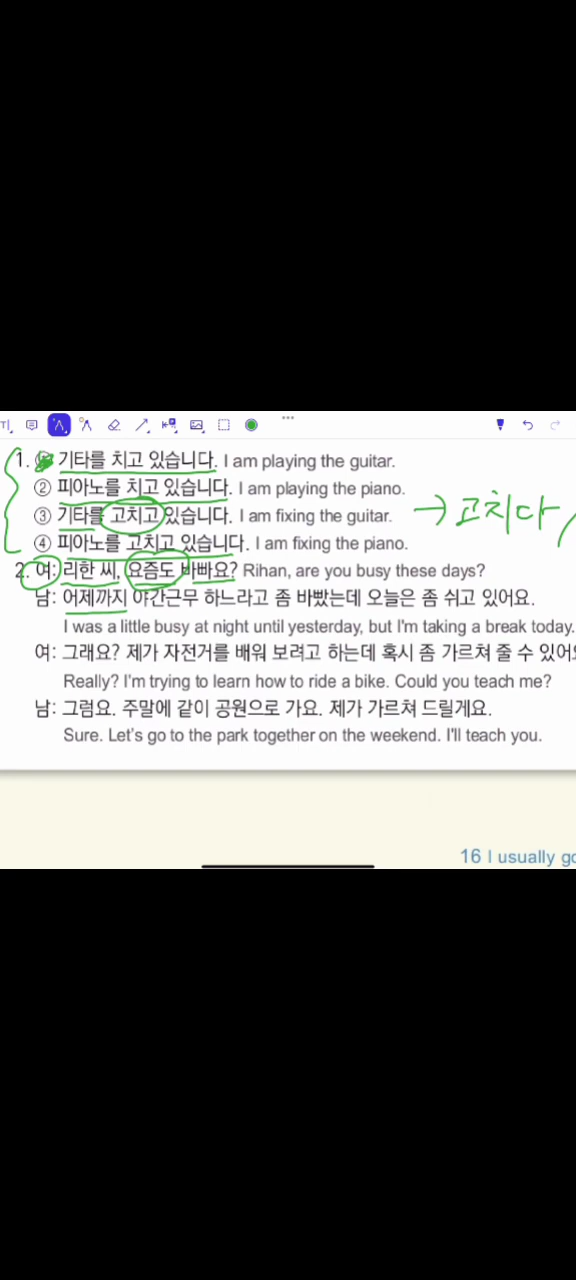 1. 기타를 치고 있습니다. I am playing the guitar.
② 피아노를 치고 있습니다. I am playing the piano.
③ 기타를 고치고 있습니다. I am fixing the guitar.
→ 고치다
④ 피아노를 고치고 있습니다. I am fixing the piano.
2. 여: 리한 씨, 요즘도 바빠요? Rihan, are you busy these days?
남: 어제까지 야간근무 하느라고 좀 바빴는데 오늘은 좀 쉬고 있어요.
I was a little busy at night until yesterday, but I'm taking a break today.
여: 그래요? 제가 자전거를 배워 보려고 하는데 혹시 좀 가르쳐 줄 수 있어
Really? I'm trying to learn how to ride a bike. Could you teach me?
남: 그럼요. 주말에 같이 공원으로 가요. 제가 가르쳐 드릴게요.
Sure. Let's go to the park together on the weekend. I'll teach you.
16 I usually go